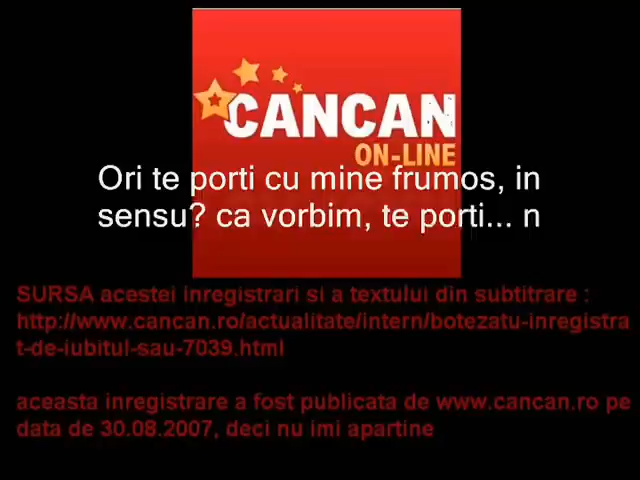 CANCAN
ON-LINE
Ori te porti cu mine frumos, in
sensu? ca vorbim, te porti... n
SURSA acestei inregistrari si a textului din subtitrare :
http://www.cancan.ro/actualitate/intern/botezatu-inregistra
t-de-iubitul-sau-7039.html
aceasta inregistrare a fost publicata de www.cancan.ro pe
data de 30.08.2007, deci nu imi apartine